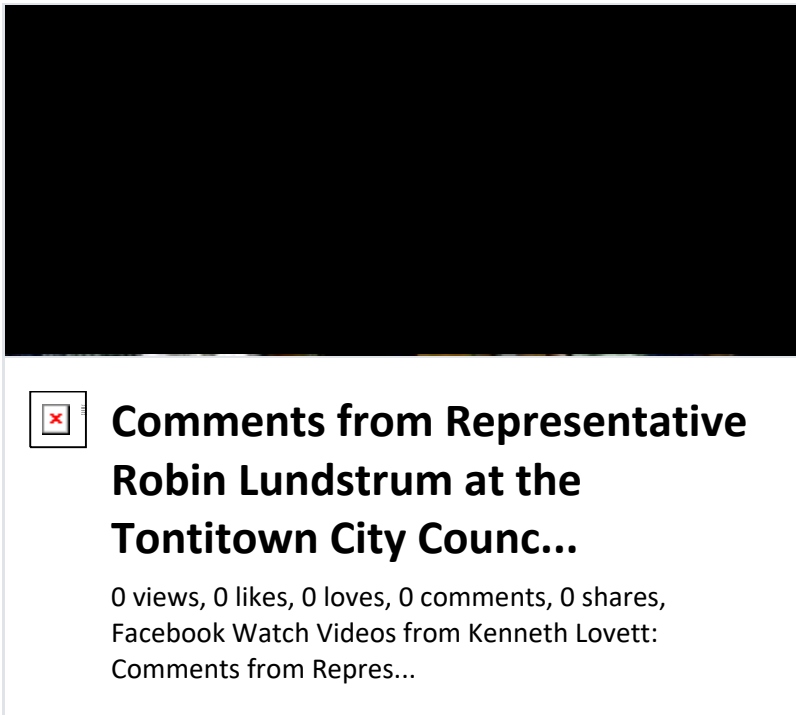 Comments from Representative
Robin Lundstrum at the
Tontitown City Counc...
0 views, 0 likes, 0 loves, 0 comments, 0 shares,
Facebook Watch Videos from Kenneth Lovett:
Comments from Repres...